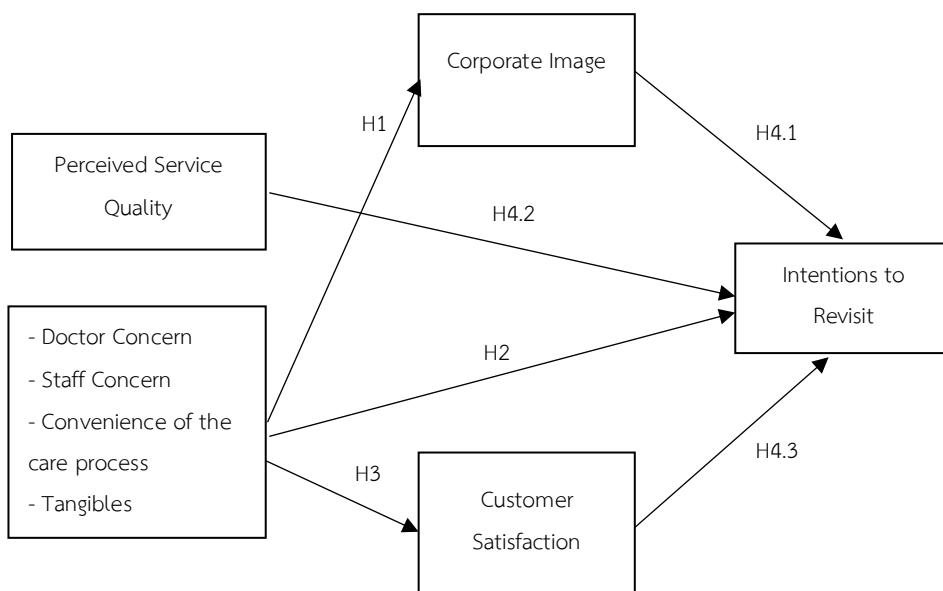 Corporate Image
H1
H4.1
Perceived Service
Quality
H4.2
Intentions to
Revisit
- Doctor Concern
- Staff Concern
- Convenience of the
care process
- Tangibles
H2
H3
H4.3
Customer
Satisfaction